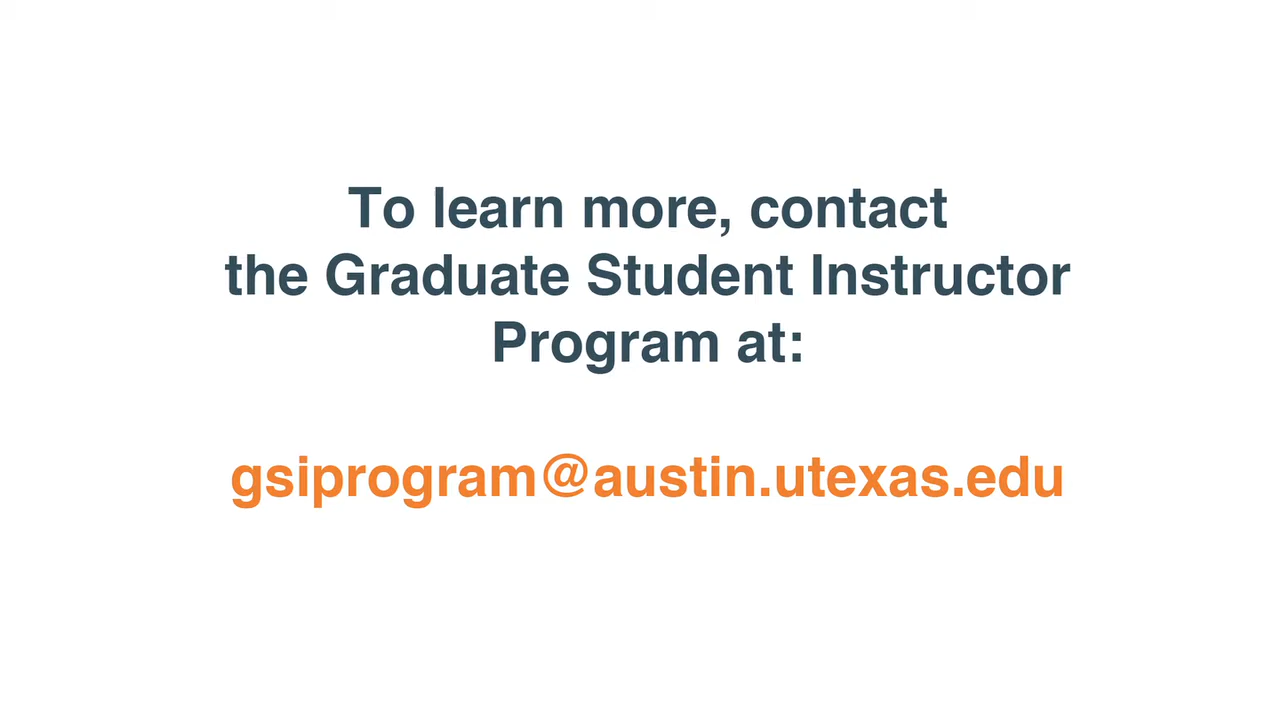 To learn more, contact
the Graduate Student Instructor
Program at:
gsiprogram@austin.utexas.edu